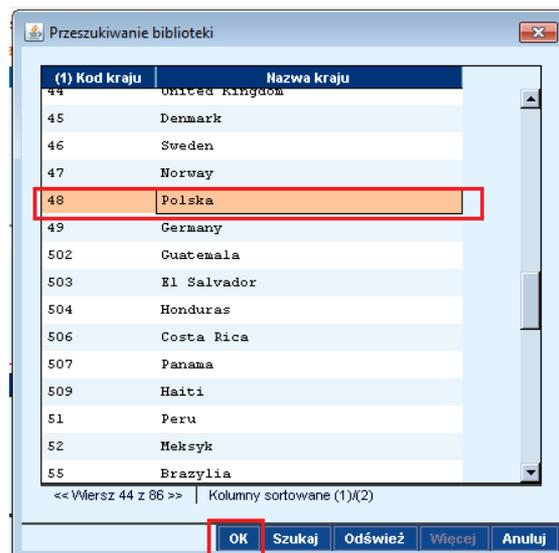 Przeszukiwanie biblioteki
(1) Kod kraju Nazwa kraju
44 United Kingdom
45 Denmark
46 Sweden
47 Norway
48 Polska
49 Germany
502 Guatemala
503 El Salvador
504 Honduras
506 Costa Rica
507 Panama
509 Haiti
51 Peru
52 Meksyk
55 Brazylia
<< Wiersz 44 z 86 >> Kolumny sortowane (1)/(2)
OK Szukaj Odśwież Więcej Anuluj